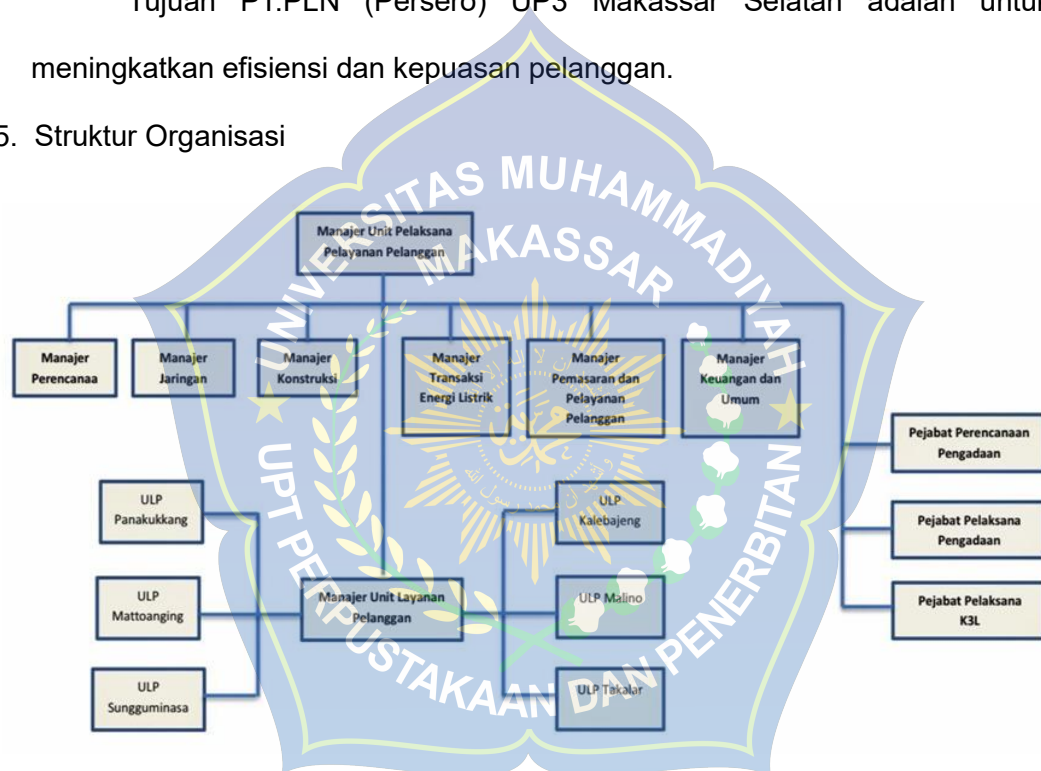 Tujuan PT.PLN (Persero) UP3 Makassar Selatan adalah untuk
meningkatkan efisiensi dan kepuasan pelanggan.
5. Struktur Organisasi
UNIVERSITAS MUHAMMADIYAH
MAKASSAR
UPT PERPUSTAKAAN DAN PENERBITAN
Manajer Unit Pelaksana
Pelayanan Pelanggan
Manajer
Perencanaa
Manajer
Jaringan
Manajer
Konstruksi
Manajer
Transaksi
Energi Listrik
Manajer
Pemasaran dan
Pelayanan
Pelanggan
Manajer
Keuangan dan
Umum
Pejabat Perencanaan
Pengadaan
Pejabat Pelaksana
Pengadaan
Pejabat Pelaksana
K3L
ULP
Panakukkang
ULP
Mattoanging
ULP
Sungguminasa
Manajer Unit Layanan
Pelanggan
ULP
Kalebajeng
ULP Malino
ULP Takalar